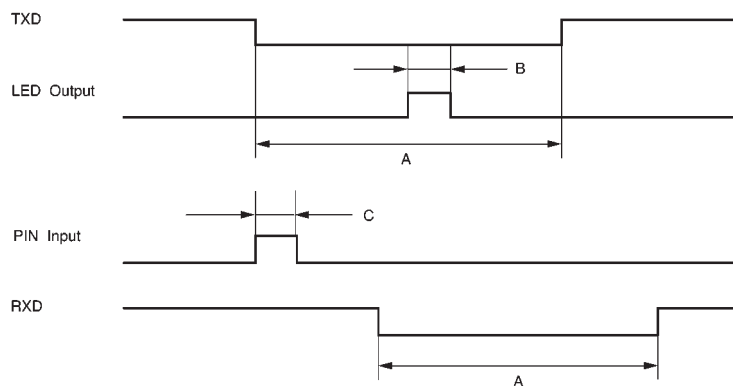 TXD
B
LED Output
A
C
PIN Input
RXD
A